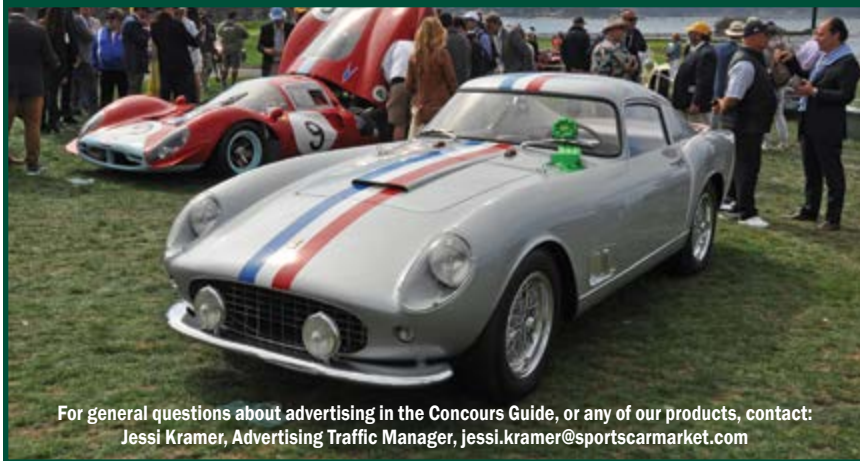 9
For general questions about advertising in the Concours Guide, or any of our products, contact:
Jessi Kramer, Advertising Traffic Manager, jessi.kramer@sportscarmarket.com